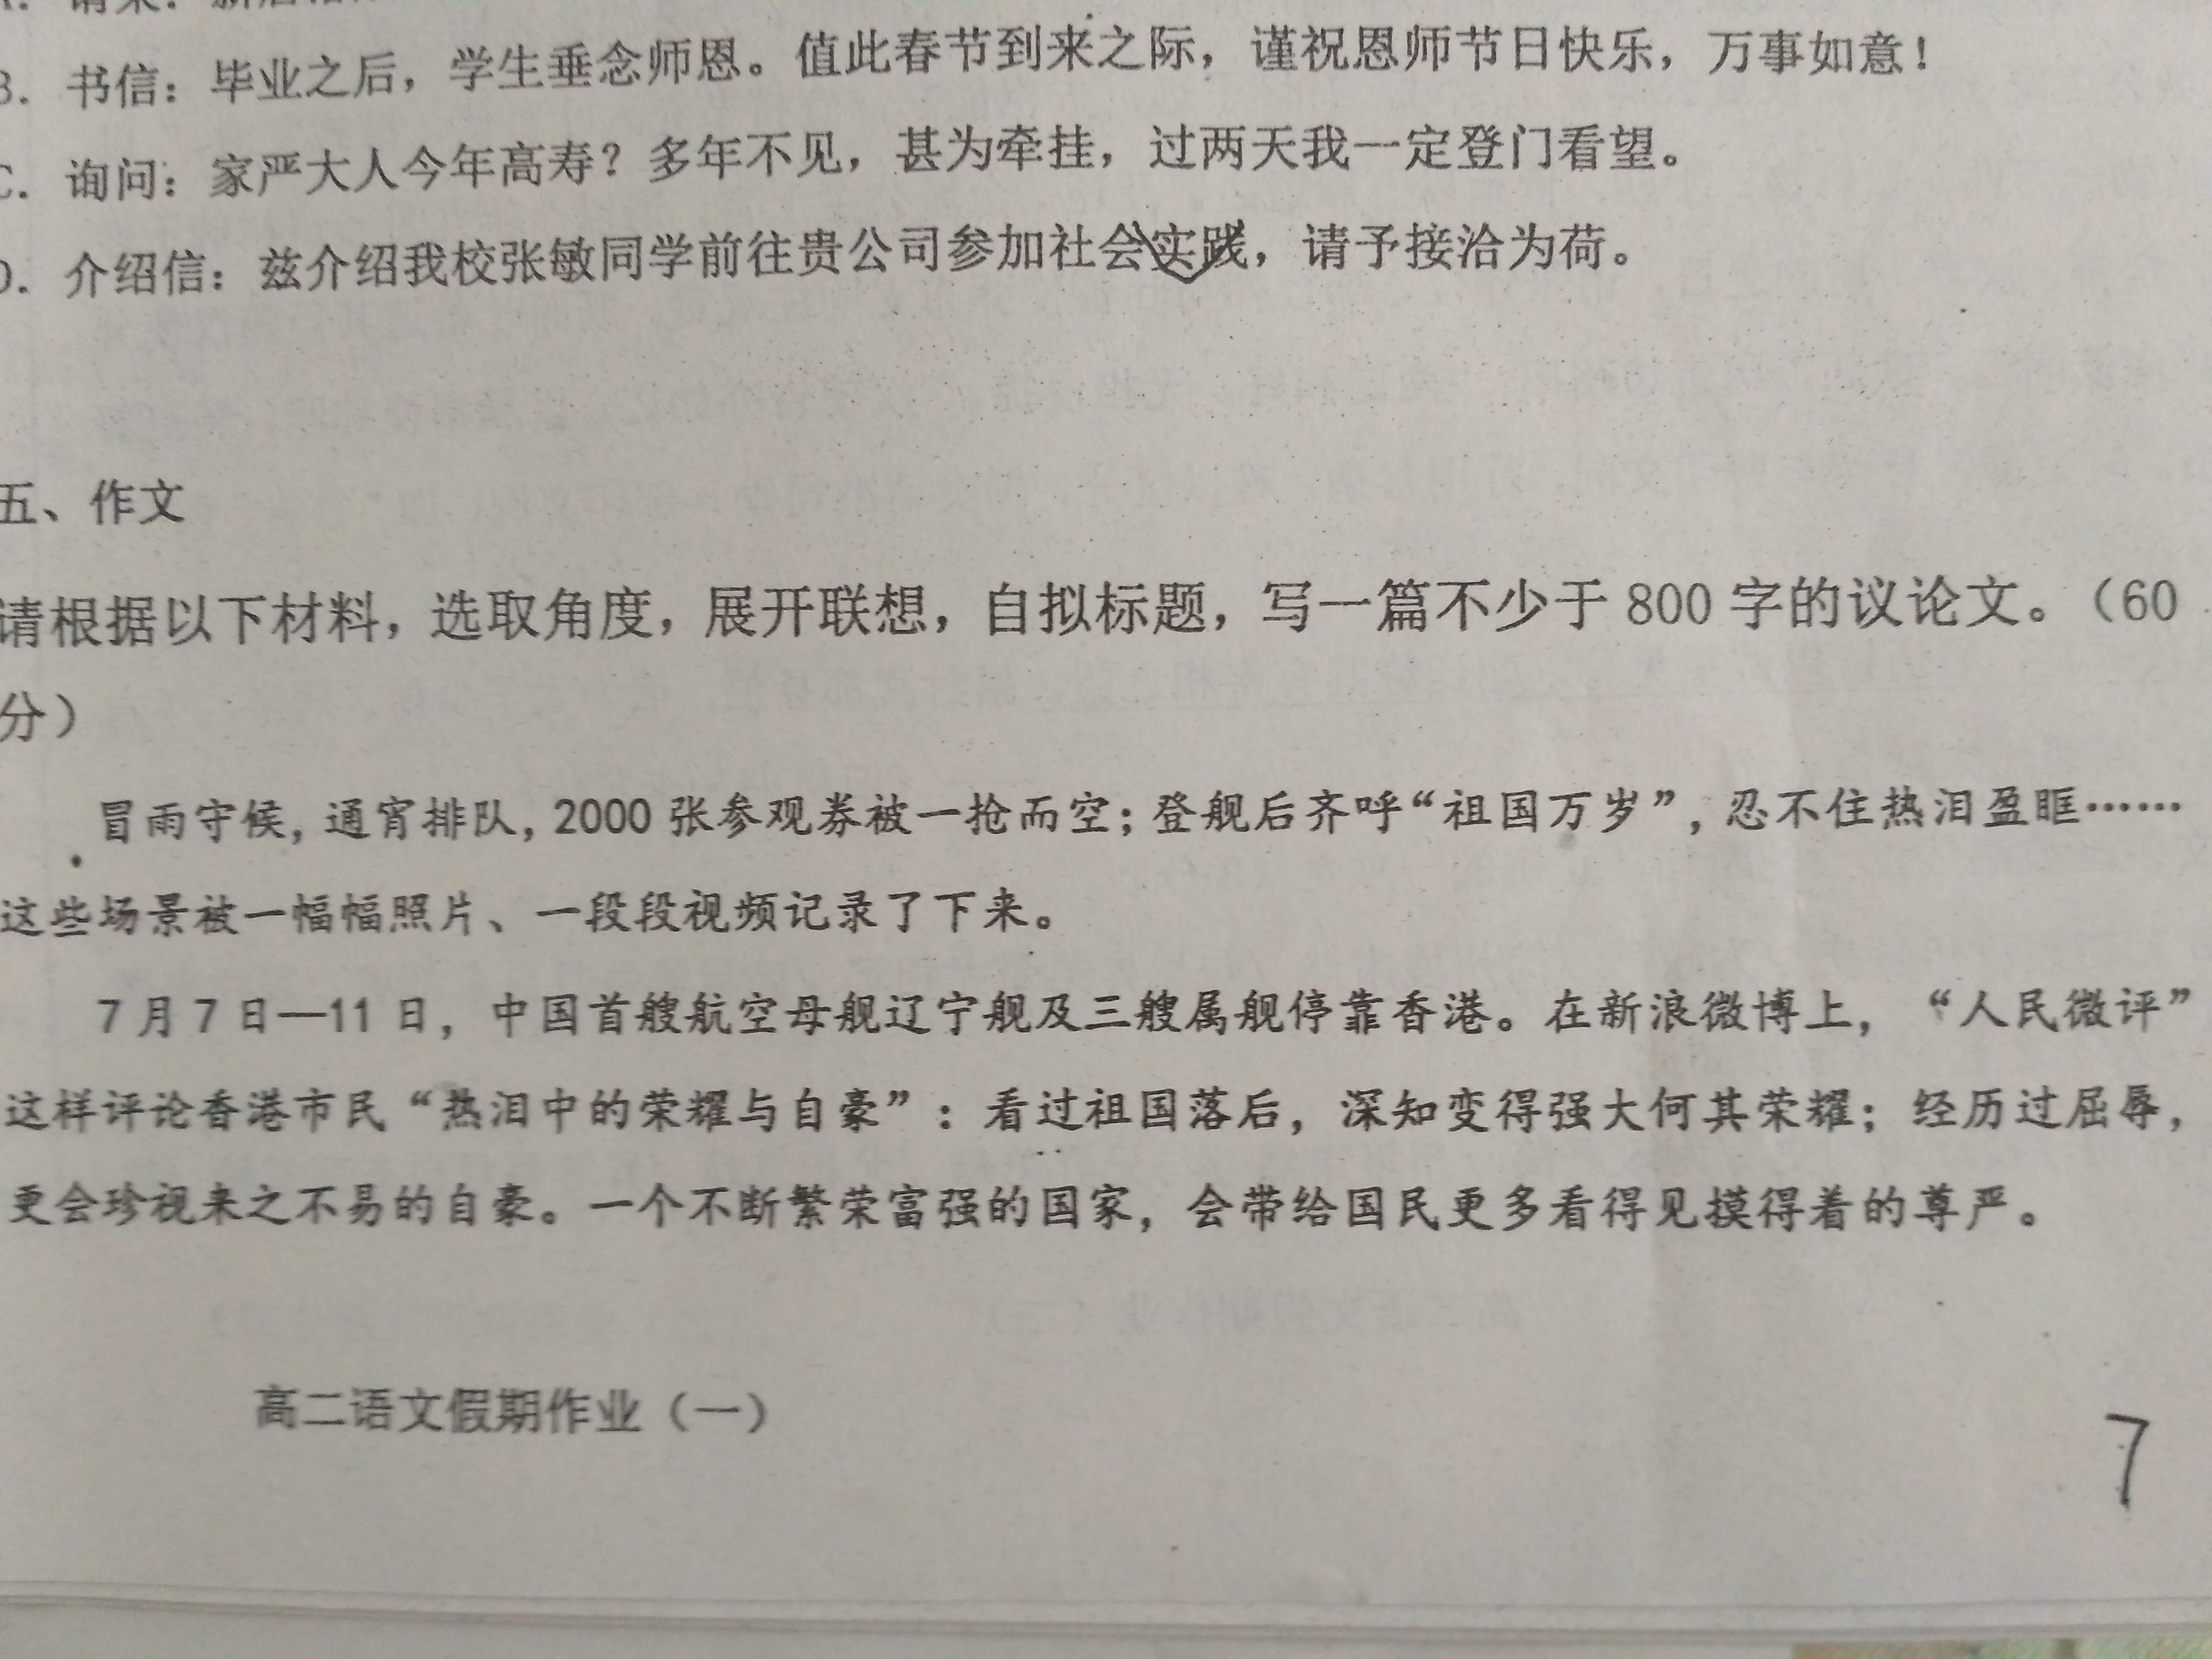 B. 书信：毕业之后，学生垂念师恩。值此春节到来之际，谨祝恩师节日快乐，万事如意！
C. 询问：家严大人今年高寿？多年不见，甚为牵挂，过两天我一定登门看望。
D. 介绍信：兹介绍我校张敏同学前往贵公司参加社会实践，请予接洽为荷。
五、作文
请根据以下材料，选取角度，展开联想，自拟标题，写一篇不少于 800 字的议论文。（60
分）
冒雨守候，通宵排队，2000 张参观券被一抢而空；登舰后齐呼“祖国万岁”，忍不住热泪盈眶……
这些场景被一幅幅照片、一段段视频记录了下来。
7 月 7 日—11 日，中国首艘航空母舰辽宁舰及三艘属舰停靠香港。在新浪微博上，“人民微评”
这样评论香港市民“热泪中的荣耀与自豪”：看过祖国落后，深知变得强大何其荣耀；经历过屈辱，
更会珍视来之不易的自豪。一个不断繁荣富强的国家，会带给国民更多看得见摸得着的尊严。
高二语文假期作业（一）
7